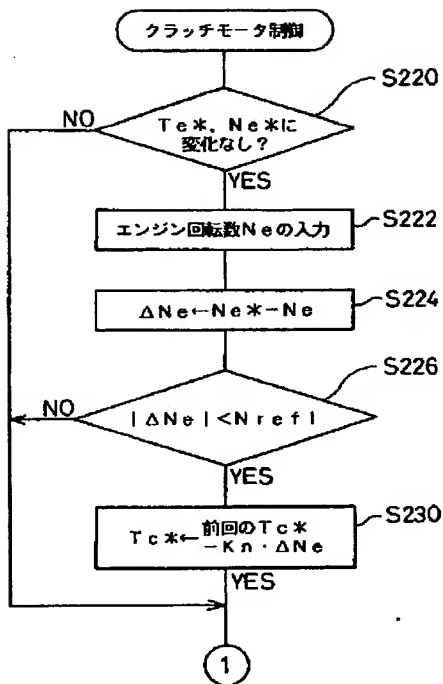 クラッチモータ制御
S220
NO
Te*, Ne*に
変化なし?
YES
S222
エンジン回転数Neの入力
S224
ΔNe←Ne*-Ne
S226
NO
|ΔNe|<Nref1
YES
S230
Tc*←前回のTc*
-Kn・ΔNe
YES
1